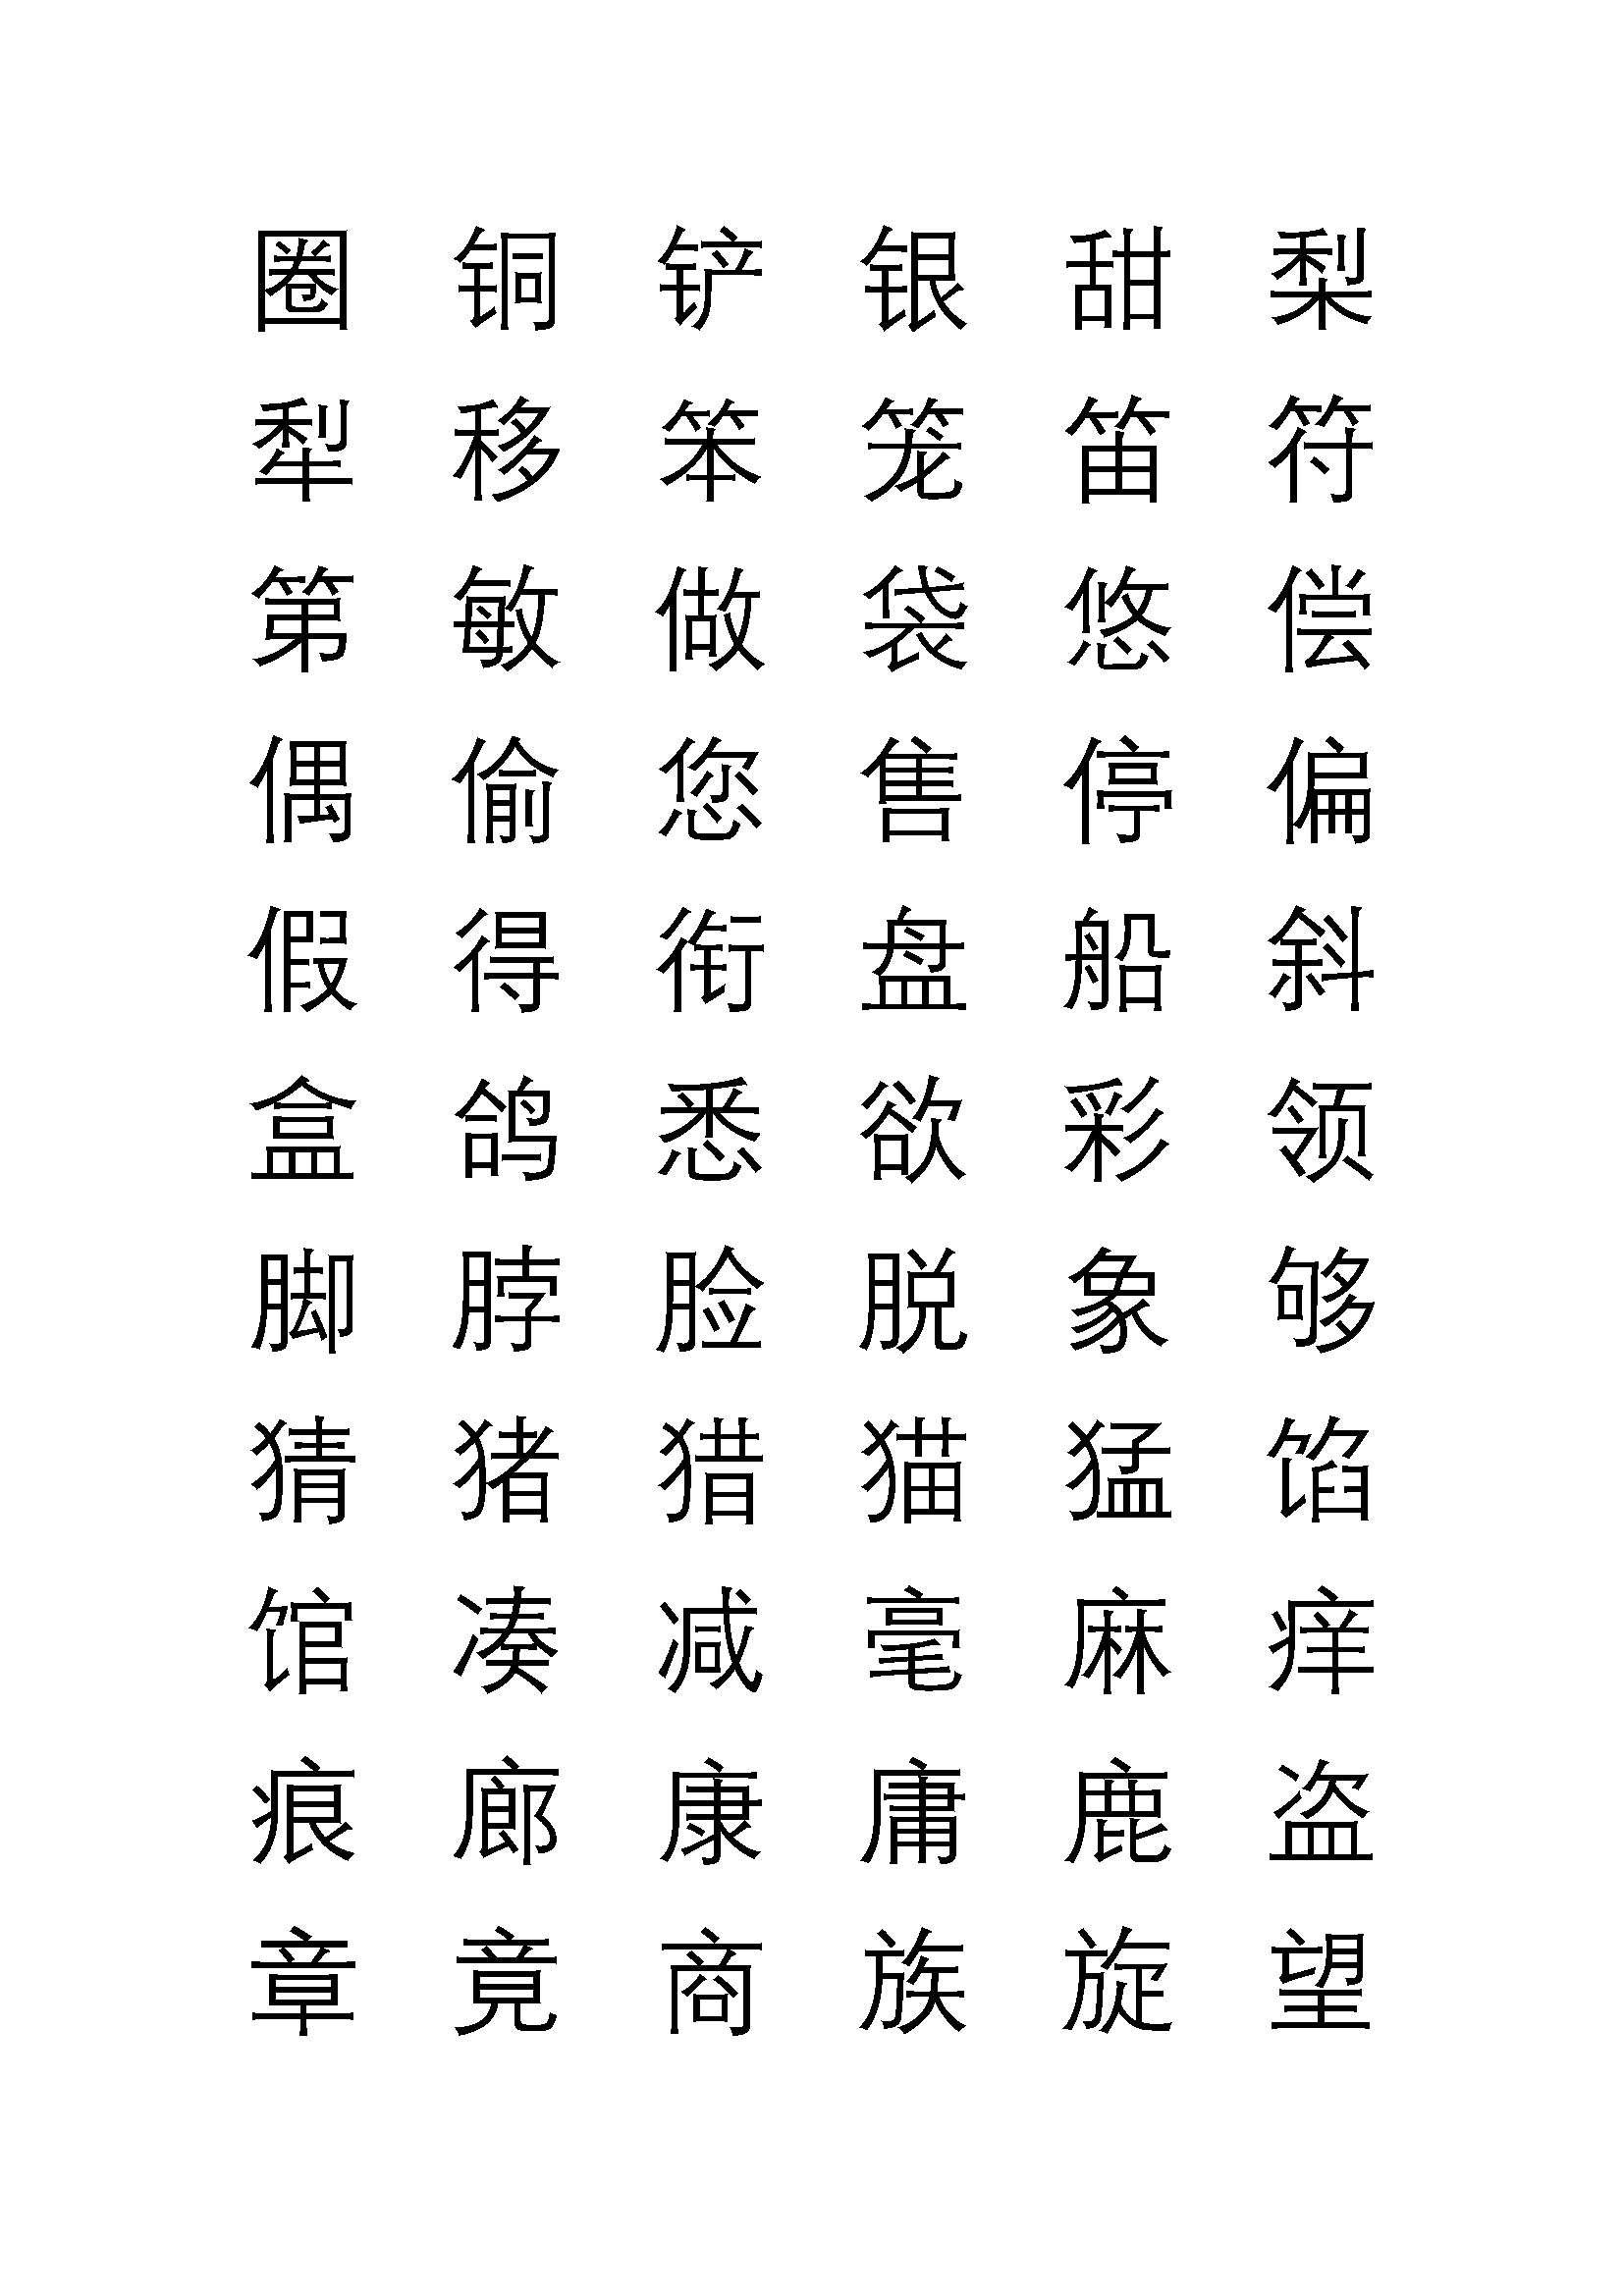 圈 铜 铲 银 甜 梨
犁 移 笨 笼 笛 符
第 敏 做 袋 悠 偿
偶 偷 您 售 停 偏
假 得 衔 盘 船 斜
盒 鸽 悉 欲 彩 领
脚 脖 脸 脱 象 够
猜 猪 猎 猫 猛 馅
馆 凑 减 毫 麻 痒
痕 廊 康 庸 鹿 盗
章 竟 商 族 旋 望